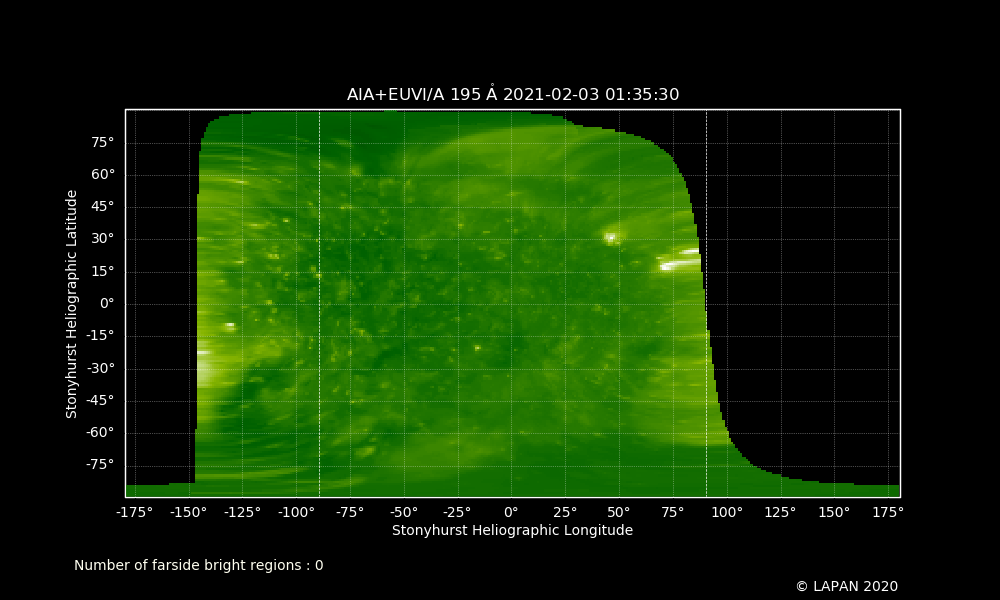 AIA+EUVI/A 195 Å 2021-02-03 01:35:30
Stonyhurst Heliographic Latitude
75°
60°
45°
30°
15°
0°
-15°
-30°
-45°
-60°
-75°
-175° -150° -125° -100° -75° -50° -25° 0° 25° 50° 75° 100° 125° 150° 175°
Stonyhurst Heliographic Longitude
Number of farside bright regions : 0
© LAPAN 2020